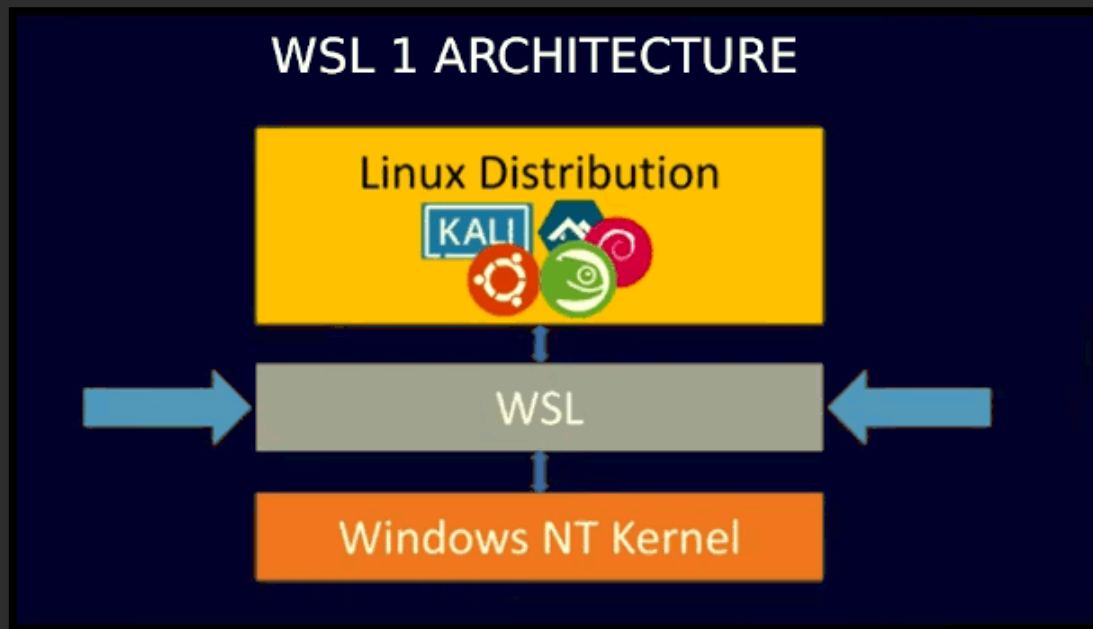 WSL 1 ARCHITECTURE
Linux Distribution
KALI
WSL
Windows NT Kernel